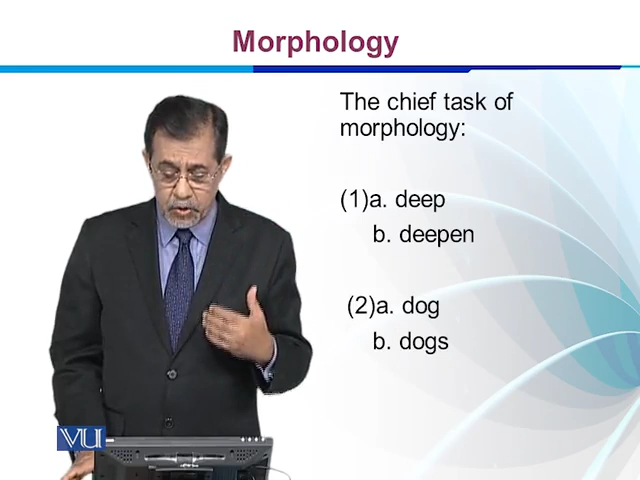 Morphology
The chief task of
morphology:
(1)a. deep
b. deepen
(2)a. dog
b. dogs
VU